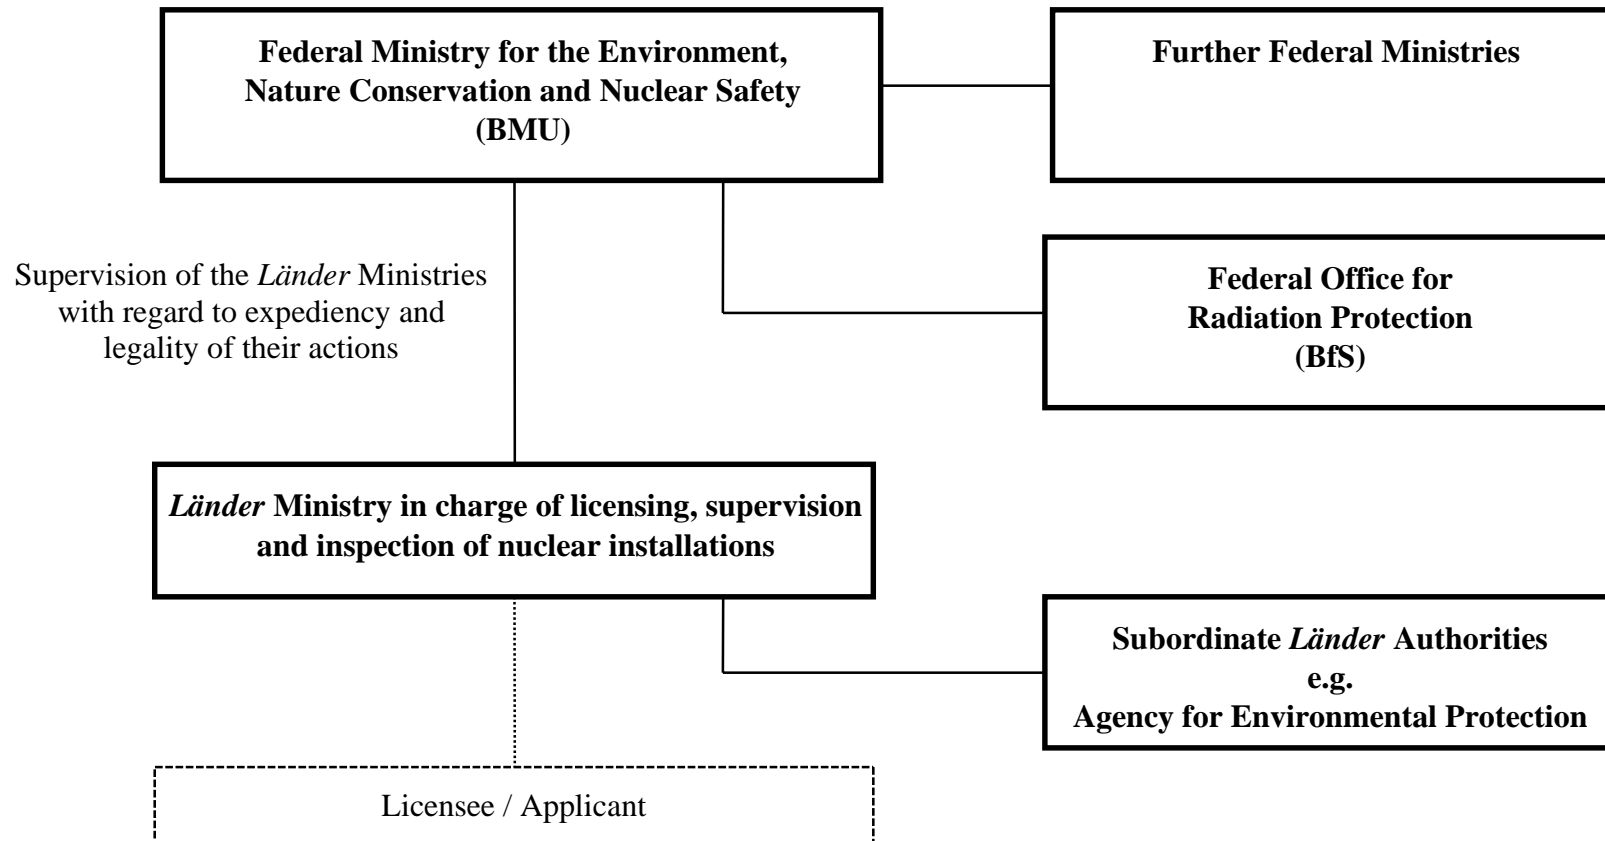 Federal Ministry for the Environment,
Nature Conservation and Nuclear Safety
(BMU)
Further Federal Ministries
Supervision of the Länder Ministries
with regard to expediency and
legality of their actions
Federal Office for
Radiation Protection
(BfS)
Länder Ministry in charge of licensing, supervision
and inspection of nuclear installations
Subordinate Länder Authorities
e.g.
Agency for Environmental Protection
Licensee / Applicant